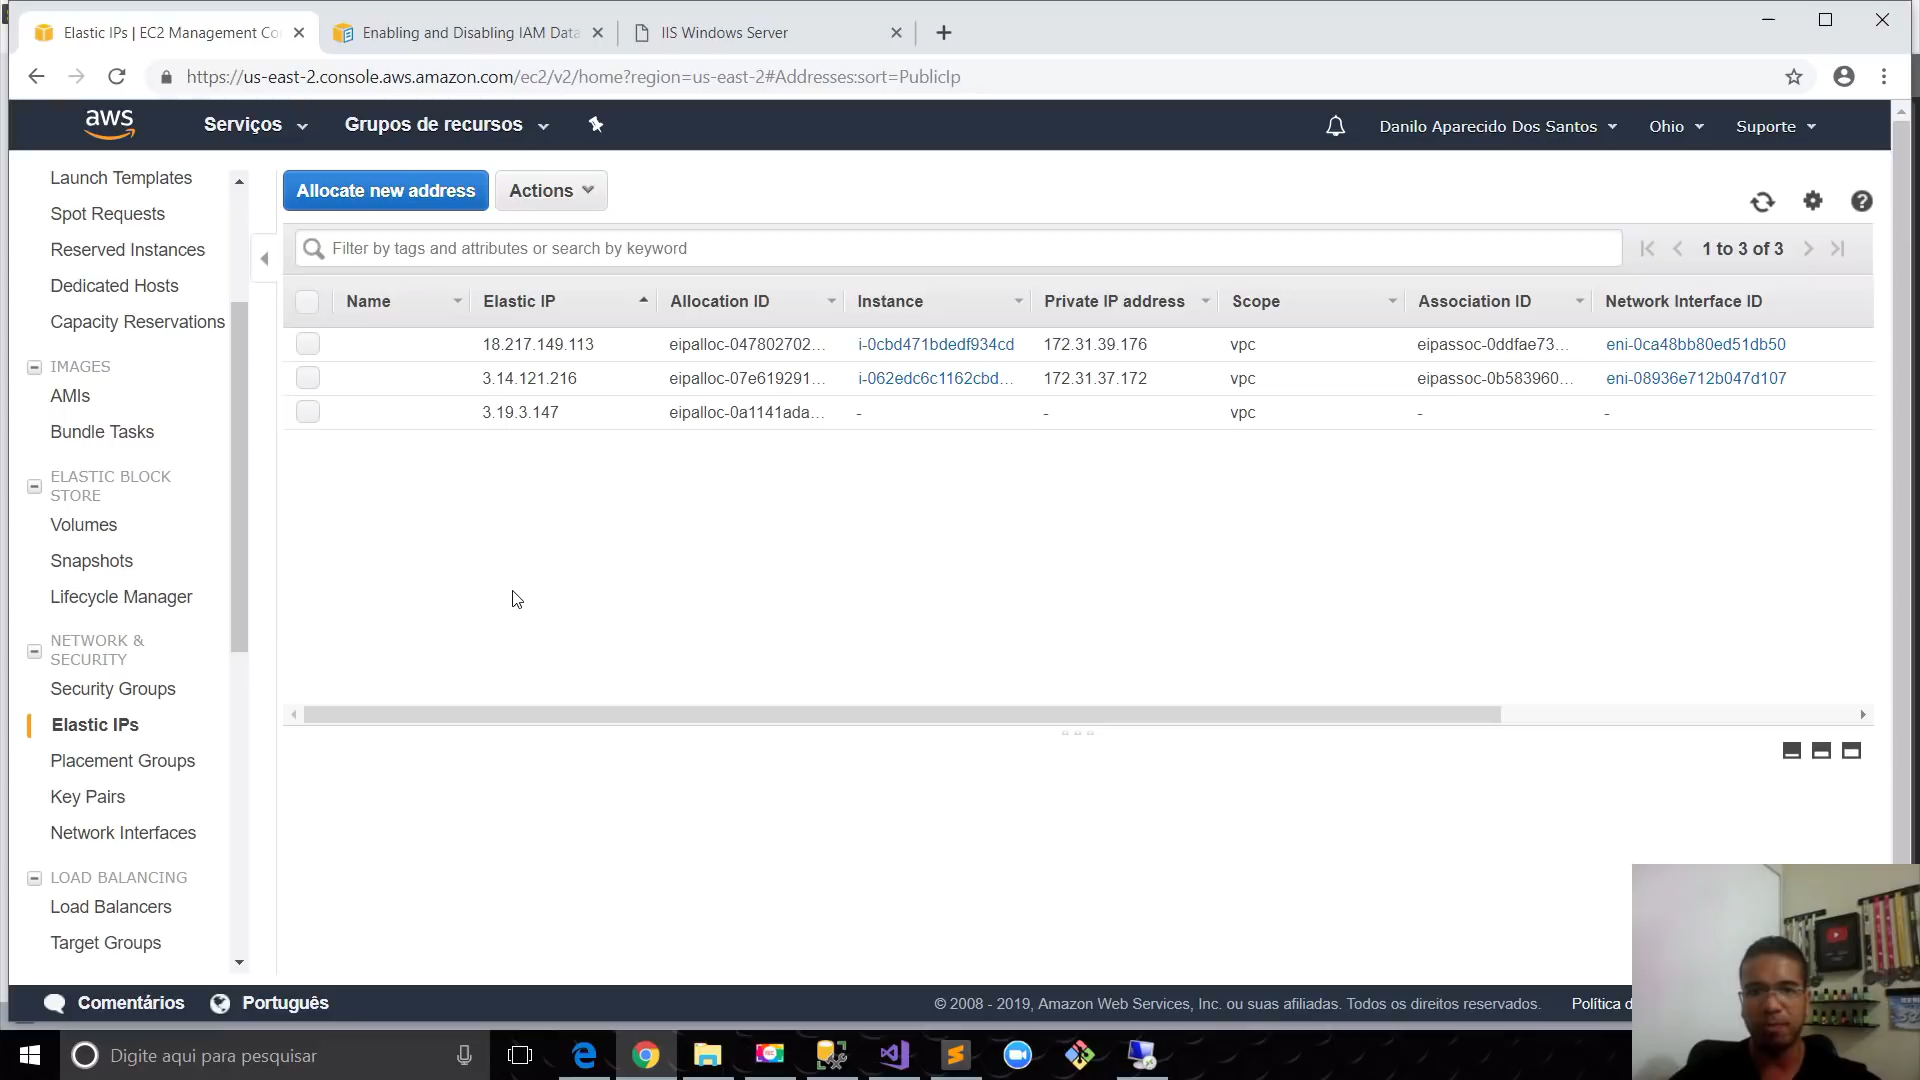 Elastic IPs | EC2 Management Co
Enabling and Disabling IAM Data
IIS Windows Server
https://us-east-2.console.aws.amazon.com/ec2/v2/home?region=us-east-2#Addresses:sort=PublicIp
aws
Serviços
Grupos de recursos
Danilo Aparecido Dos Santos
Ohio
Suporte
Launch Templates
Spot Requests
Reserved Instances
Dedicated Hosts
Capacity Reservations
IMAGES
AMIs
Bundle Tasks
ELASTIC BLOCK
STORE
Volumes
Snapshots
Lifecycle Manager
NETWORK &
SECURITY
Security Groups
Elastic IPs
Placement Groups
Key Pairs
Network Interfaces
LOAD BALANCING
Load Balancers
Target Groups
Allocate new address
Actions
Filter by tags and attributes or search by keyword
1 to 3 of 3
Name Elastic IP Allocation ID Instance Private IP address Scope Association ID Network Interface ID
18.217.149.113 eipalloc-047802702... i-0cbd471bdedf934cd 172.31.39.176 vpc eipassoc-0ddfae73... eni-0ca48bb80ed51db50
3.14.121.216 eipalloc-07e619291... i-062edc6c1162cbd... 172.31.37.172 vpc eipassoc-0b583960... eni-08936e712b047d107
3.19.3.147 eipalloc-0a1141ada... - - vpc - -
Comentários
Português
© 2008 - 2019, Amazon Web Services, Inc. ou suas afiliadas. Todos os direitos reservados.
Política d
Digite aqui para pesquisar